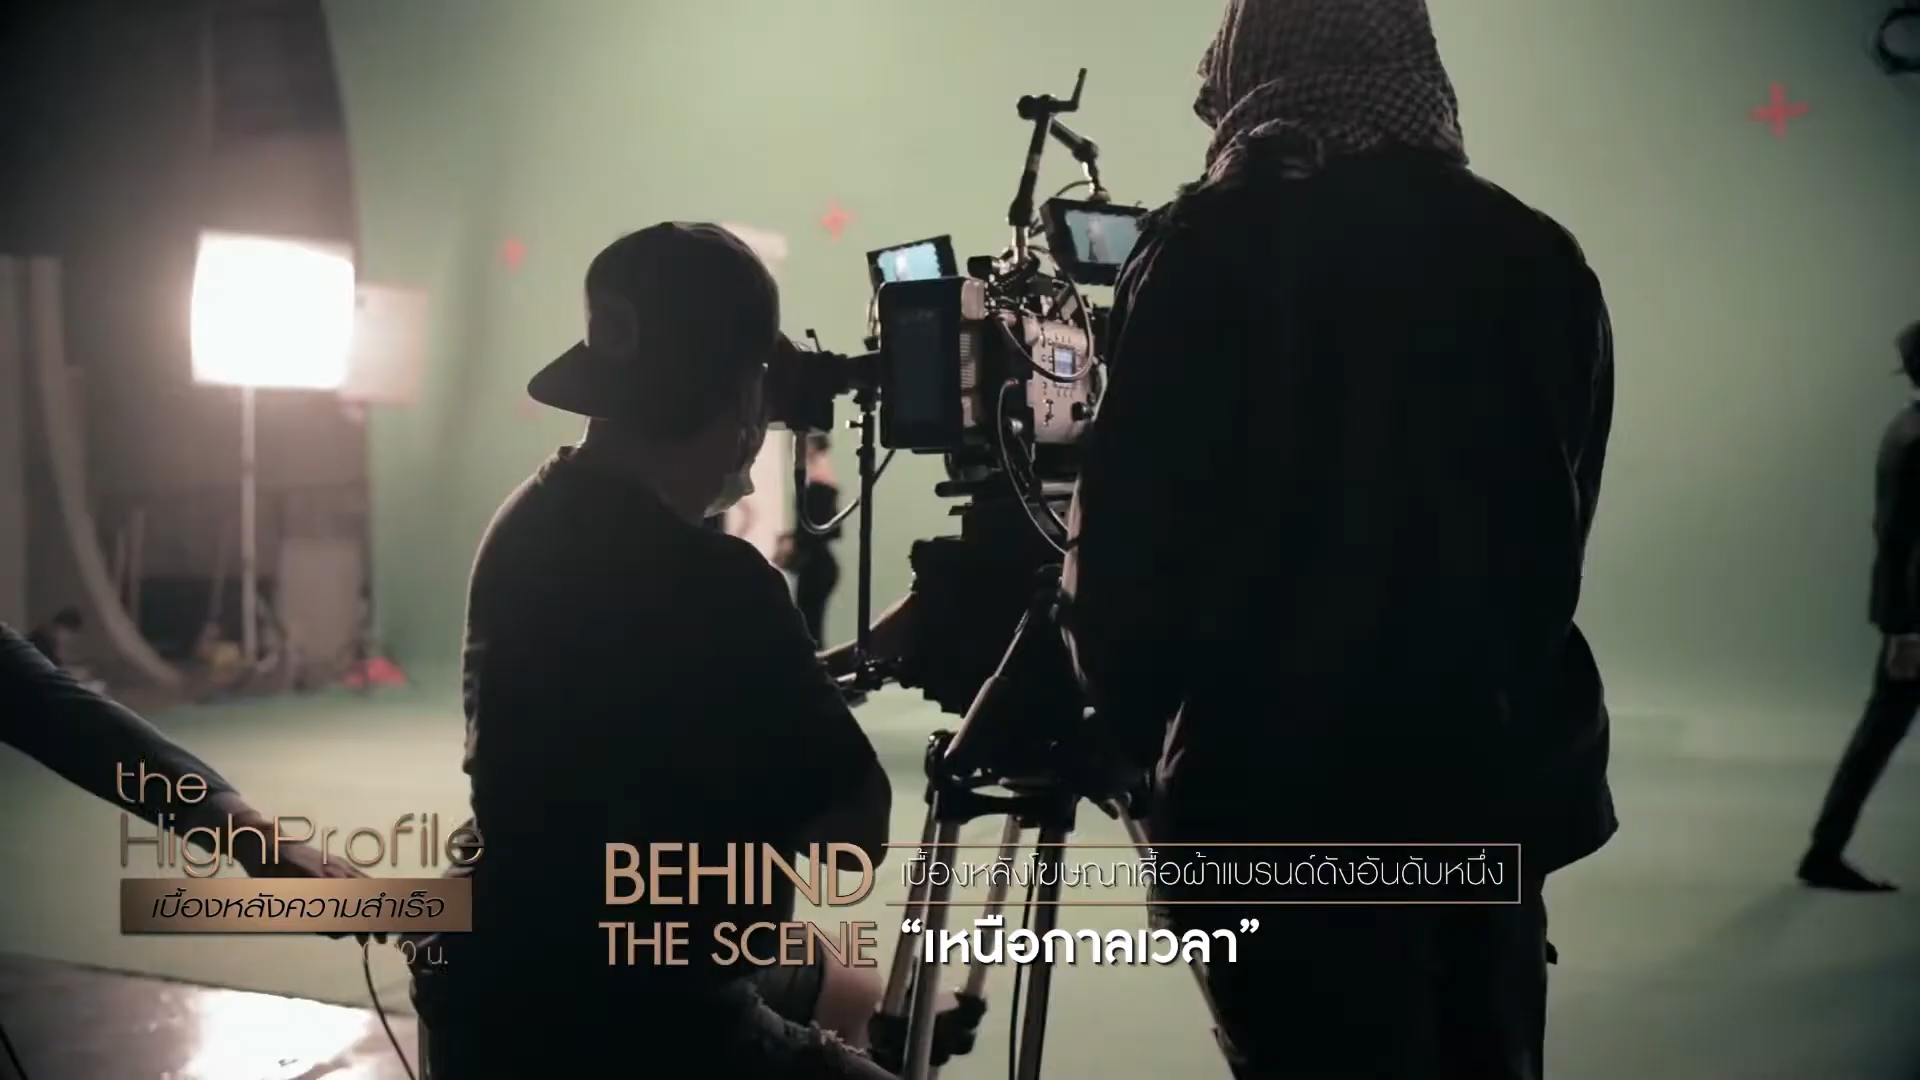 the
HighProfile
เบื้องหลังความสำเร็จ
น.
BEHIND
THE SCENE
เบื้องหลังโฆษณาเสื้อผ้าแบรนด์ดังอันดับหนึ่ง
“เหนือกาลเวลา”